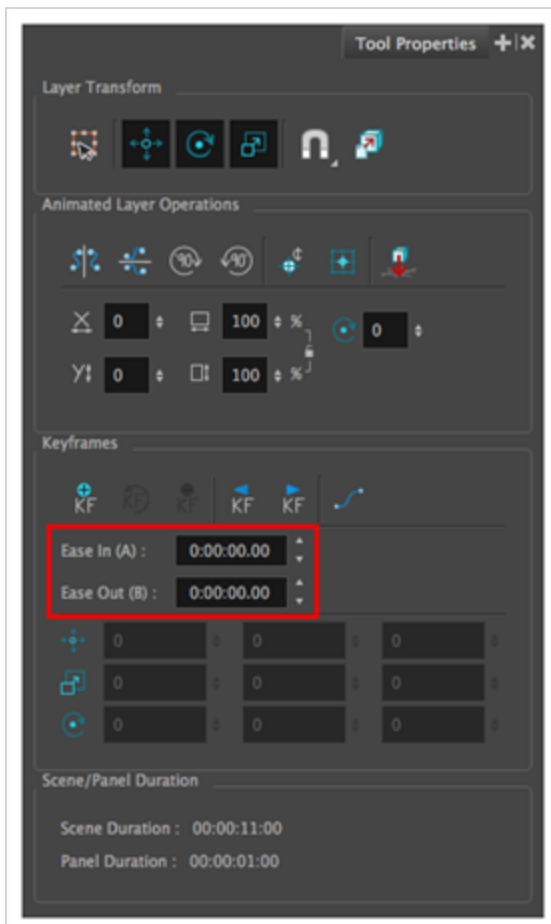 Tool Properties
Layer Transform
Animated Layer Operations
90 90
X 0 100 % 0
Y 0 100 %
Keyframes
KF KF KF KF KF
Ease In (A) : 0:00:00.00
Ease Out (B) : 0:00:00.00
0 0 0
0 0 0
0 0 0
Scene/Panel Duration
Scene Duration : 00:00:11:00
Panel Duration : 00:00:01:00